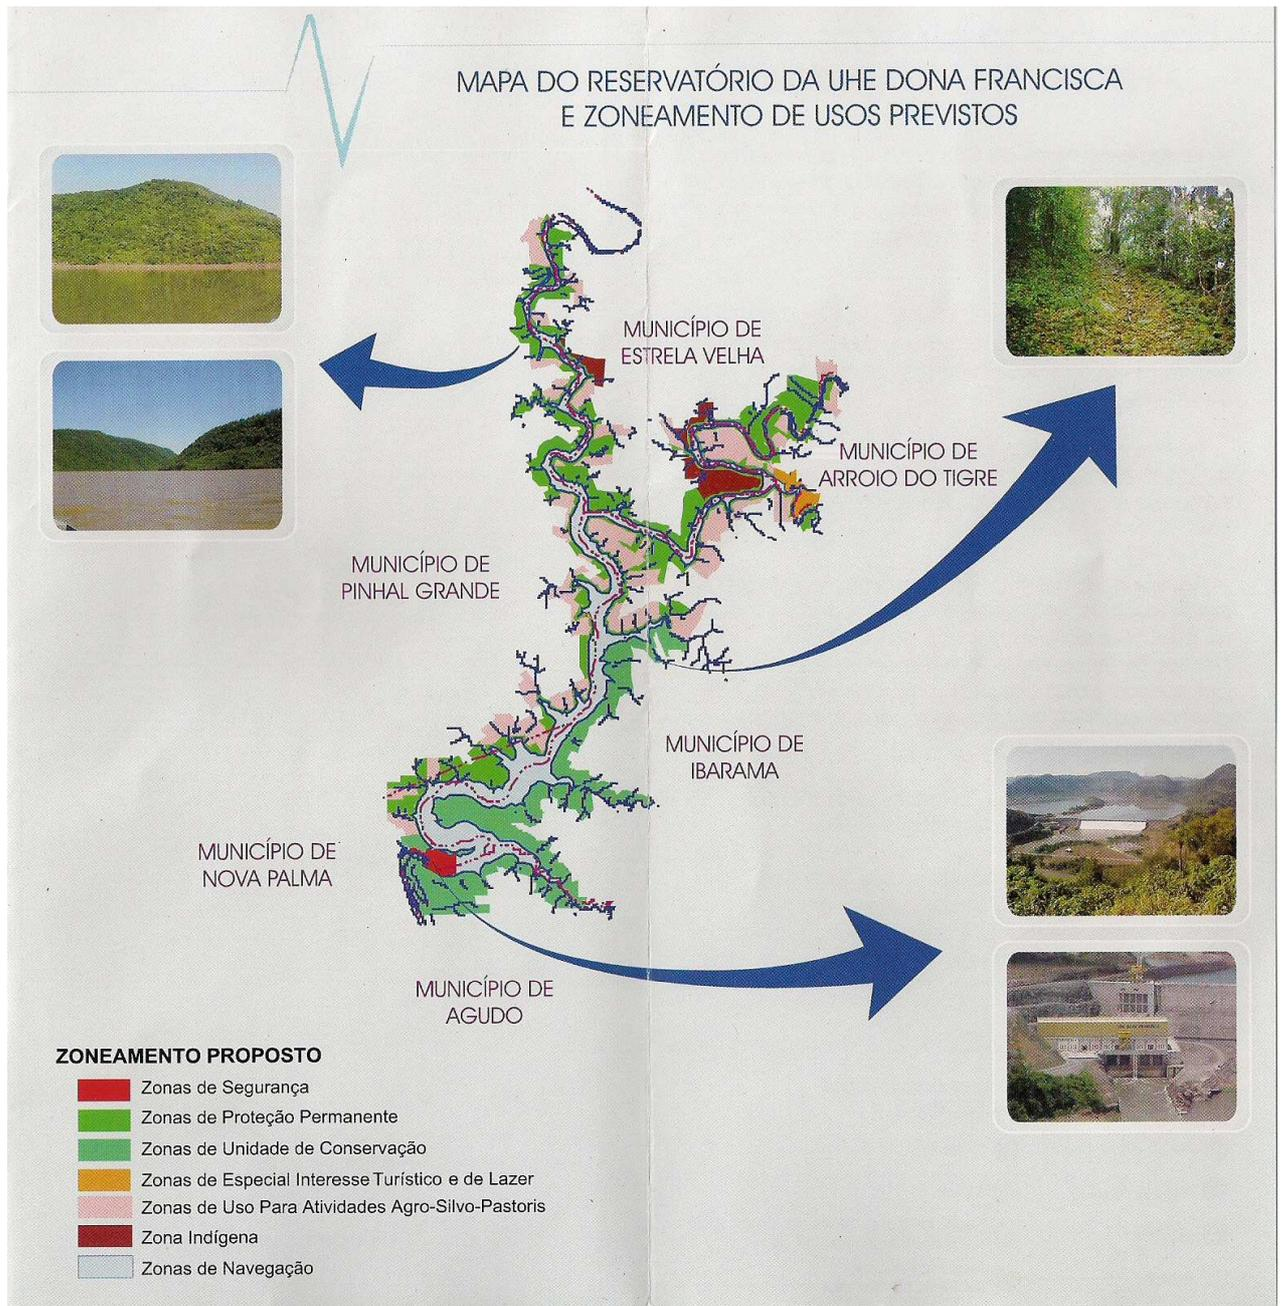 MAPA DO RESERVATÓRIO DA UHE DONA FRANCISCA
E ZONEAMENTO DE USOS PREVISTOS
MUNICÍPIO DE
ESTRELA VELHA
MUNICÍPIO DE
ARROIO DO TIGRE
MUNICÍPIO DE
PINHAL GRANDE
MUNICÍPIO DE
IBARAMA
MUNICÍPIO DE
NOVA PALMA
MUNICÍPIO DE
AGUDO
ZONEAMENTO PROPOSTO
Zonas de Segurança
Zonas de Proteção Permanente
Zonas de Unidade de Conservação
Zonas de Especial Interesse Turístico e de Lazer
Zonas de Uso Para Atividades Agro-Silvo-Pastoris
Zona Indígena
Zonas de Navegação